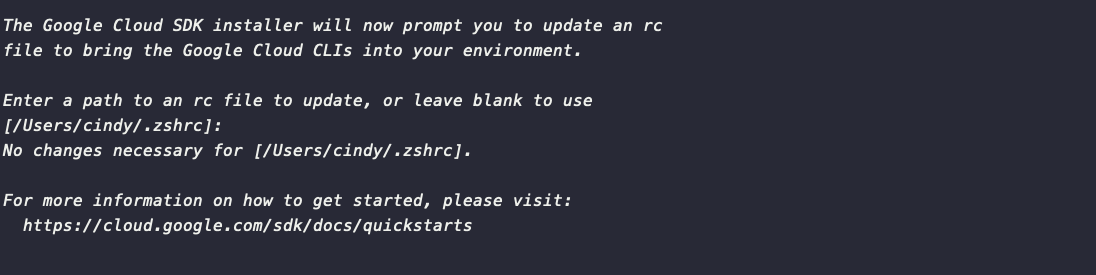 The Google Cloud SDK installer will now prompt you to update an rc
file to bring the Google Cloud CLIs into your environment.
Enter a path to an rc file to update, or leave blank to use
[/Users/cindy/.zshrc]:
No changes necessary for [/Users/cindy/.zshrc].
For more information on how to get started, please visit:
https://cloud.google.com/sdk/docs/quickstarts